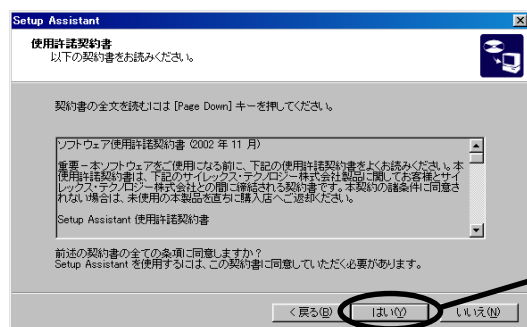 Setup Assistant
使用許諾契約書
以下の契約書をお読みください。
契約書の全文を読むには [Page Down] キーを押してください。
ソフトウェア使用許諾契約書 (2002 年 11 月)
重要－本ソフトウェアをご使用になる前に、下記の使用許諾契約書をよくお読みください。本
使用許諾契約書は、下記のサイレックス・テクノロジー株式会社製品に関してお客様とサイ
レックス・テクノロジー株式会社との間に締結される契約書です。本契約の諸条件に同意さ
れない場合は、未使用の本製品を直ちに購入店へご返却ください。
Setup Assistant 使用許諾契約書
前述の契約書の全ての条項に同意しますか？
Setup Assistant を使用するには、この契約書に同意していただく必要があります。
< 戻る(B) はい(Y) いいえ(N)